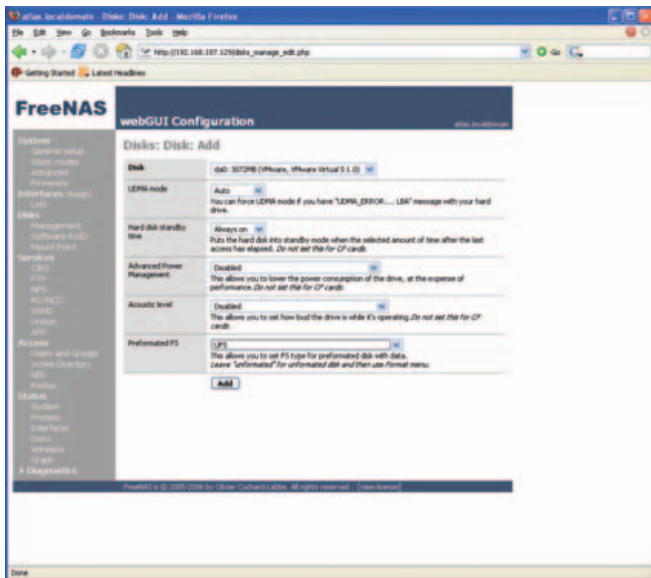 atlas.localdomain - Disks: Disk: Add - Mozilla Firefox
File Edit View Go Bookmarks Tools Help
http://192.168.187.129/disks_manage_edit.php
Go
Getting Started Latest Headlines
FreeNAS
webGUI Configuration
atlas.localdomain
System
General setup
Static routes
Advanced
Firmware
Interfaces (assign)
LAN
Disks
Management
Software RAID
Mount Point
Services
CIFS
FTP
NFS
RSYNCD
SSHD
Unison
AFP
Access
Users and Groups
Active Directory
NIS
Radius
Status
System
Process
Interfaces
Disks
Wireless
Graph
Diagnostics
Disks: Disk: Add
Disk
da0: 3072MB (VMware, VMware Virtual S 1.0)
UDMA mode
Auto
You can force UDMA mode if you have "UDMA_ERROR.... LBA" message with your hard
drive.
Hard disk standby
time
Always on
Puts the hard disk into standby mode when the selected amount of time after the last
access has elapsed. Do not set this for CF cards.
Advanced Power
Management
Disabled
This allows you to lower the power consumption of the drive, at the expense of
performance. Do not set this for CF cards.
Acoustic level
Disabled
This allows you to set how loud the drive is while it's operating. Do not set this for CF
cards.
Preformated FS
UFS
This allows you to set FS type for preformated disk with data.
Leave "unformated" for unformated disk and then use Format menu.
Add
FreeNAS is © 2005-2006 by Olivier Cochard-Labbe. All rights reserved. [view license]
Done